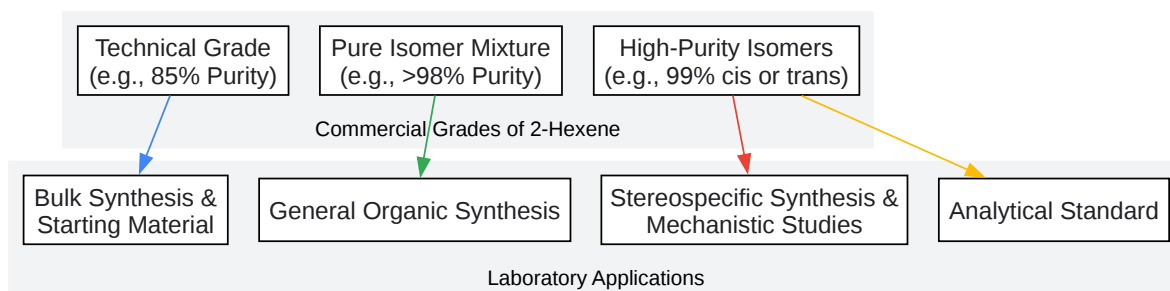 Technical Grade
(e.g., 85% Purity)
Pure Isomer Mixture
(e.g., >98% Purity)
High-Purity Isomers
(e.g., 99% cis or trans)
Commercial Grades of 2-Hexene
Bulk Synthesis &
Starting Material
General Organic Synthesis
Stereospecific Synthesis &
Mechanistic Studies
Analytical Standard
Laboratory Applications